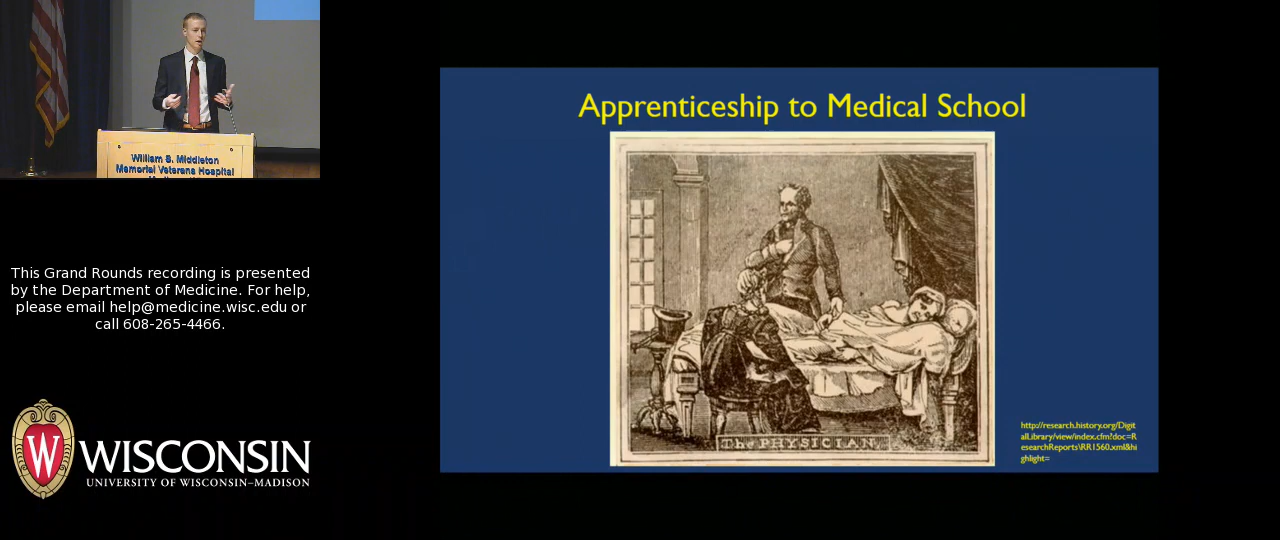 William S. Middleton
Memorial Veterans Hospital
This Grand Rounds recording is presented
by the Department of Medicine. For help,
please email help@medicine.wisc.edu or
call 608-265-4466.
W
WISCONSIN
UNIVERSITY OF WISCONSIN–MADISON
Apprenticeship to Medical School
The PHYSICIAN.
http://research.history.org/Digit
alLibrary/view/index.cfm?doc=R
esearchReports\RR1560.xml&hi
ghlight=